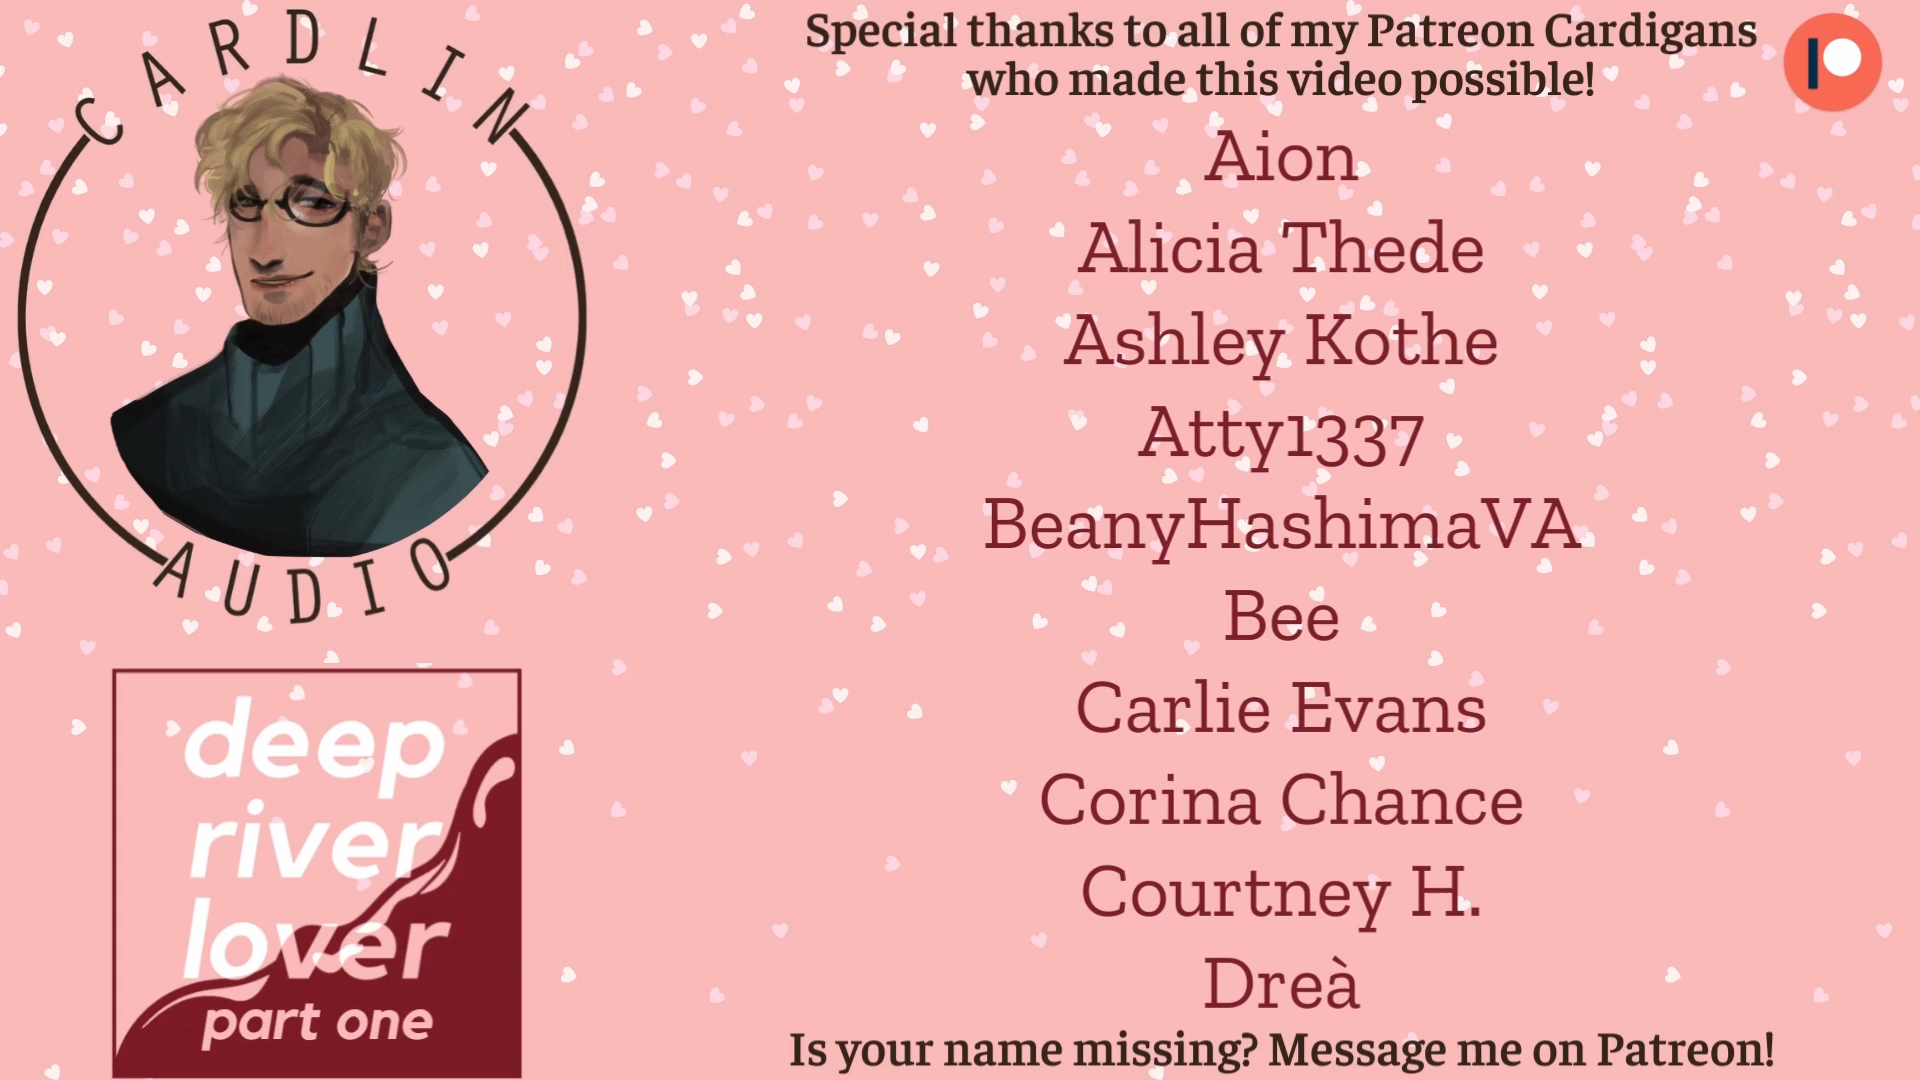 CARDLIN
AUDIO
deep
river
lover
part one
Special thanks to all of my Patreon Cardigans
who made this video possible!
Aion
Alicia Thede
Ashley Kothe
Atty1337
BeanyHashimaVA
Bee
Carlie Evans
Corina Chance
Courtney H.
Dreà
Is your name missing? Message me on Patreon!